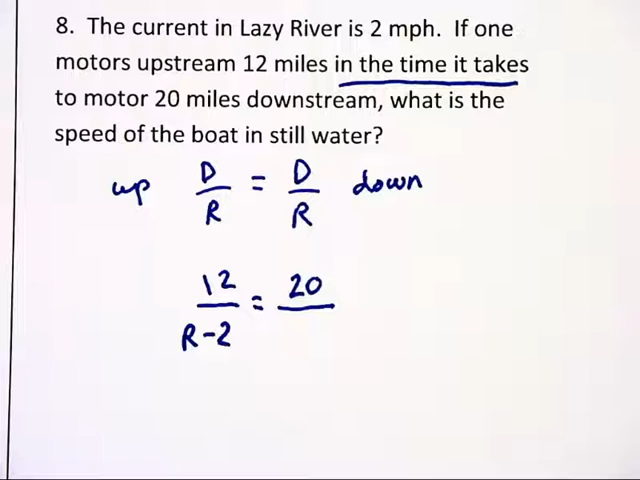 8. The current in Lazy River is 2 mph. If one
motors upstream 12 miles in the time it takes
to motor 20 miles downstream, what is the
speed of the boat in still water?
up D/R = D/R down
12/R-2 = 20/